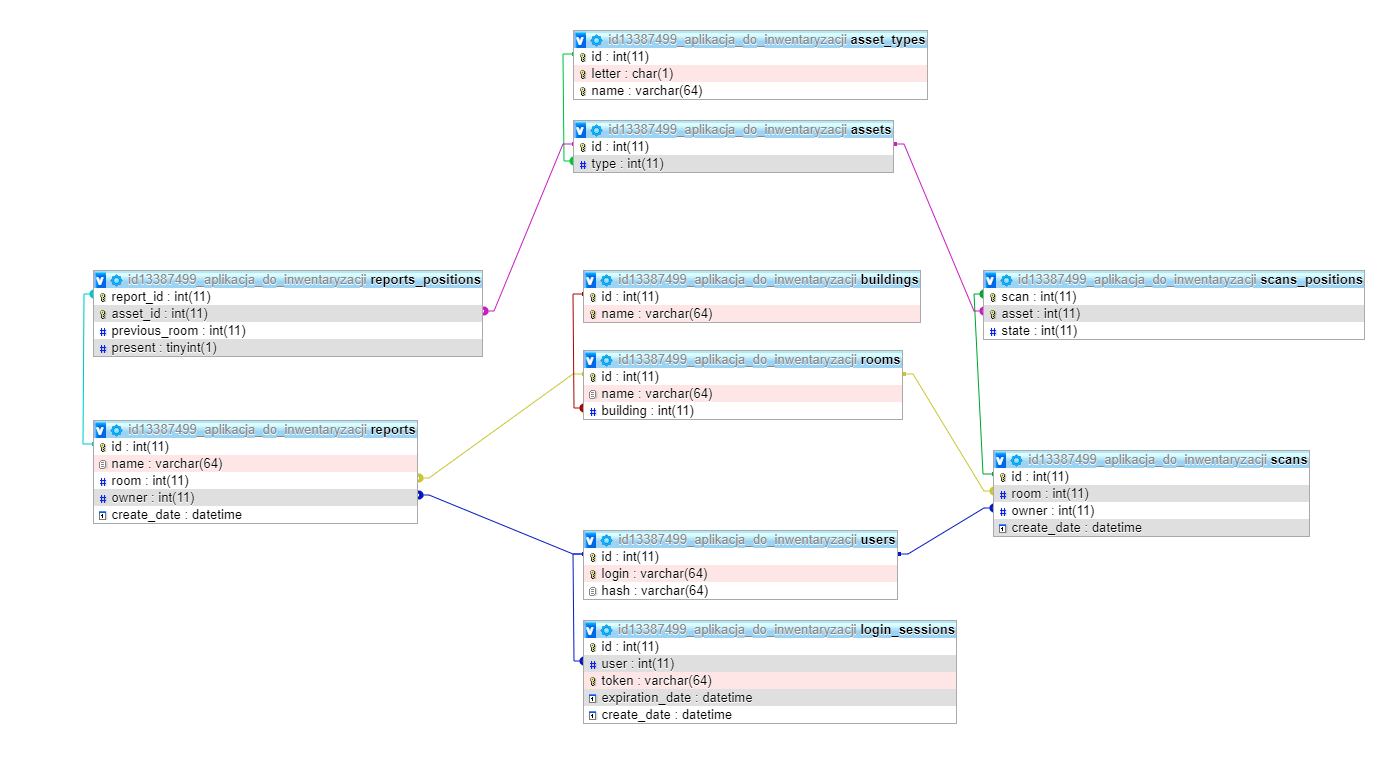 id13387499_aplikacja_do_inwentaryzacji asset_types
id : int(11)
letter : char(1)
name : varchar(64)
id13387499_aplikacja_do_inwentaryzacji assets
id : int(11)
type : int(11)
id13387499_aplikacja_do_inwentaryzacji reports_positions
report_id : int(11)
asset_id : int(11)
previous_room : int(11)
present : tinyint(1)
id13387499_aplikacja_do_inwentaryzacji buildings
id : int(11)
name : varchar(64)
id13387499_aplikacja_do_inwentaryzacji scans_positions
scan : int(11)
asset : int(11)
state : int(11)
id13387499_aplikacja_do_inwentaryzacji rooms
id : int(11)
name : varchar(64)
building : int(11)
id13387499_aplikacja_do_inwentaryzacji reports
id : int(11)
name : varchar(64)
room : int(11)
owner : int(11)
create_date : datetime
id13387499_aplikacja_do_inwentaryzacji scans
id : int(11)
room : int(11)
owner : int(11)
create_date : datetime
id13387499_aplikacja_do_inwentaryzacji users
id : int(11)
login : varchar(64)
hash : varchar(64)
id13387499_aplikacja_do_inwentaryzacji login_sessions
id : int(11)
user : int(11)
token : varchar(64)
expiration_date : datetime
create_date : datetime